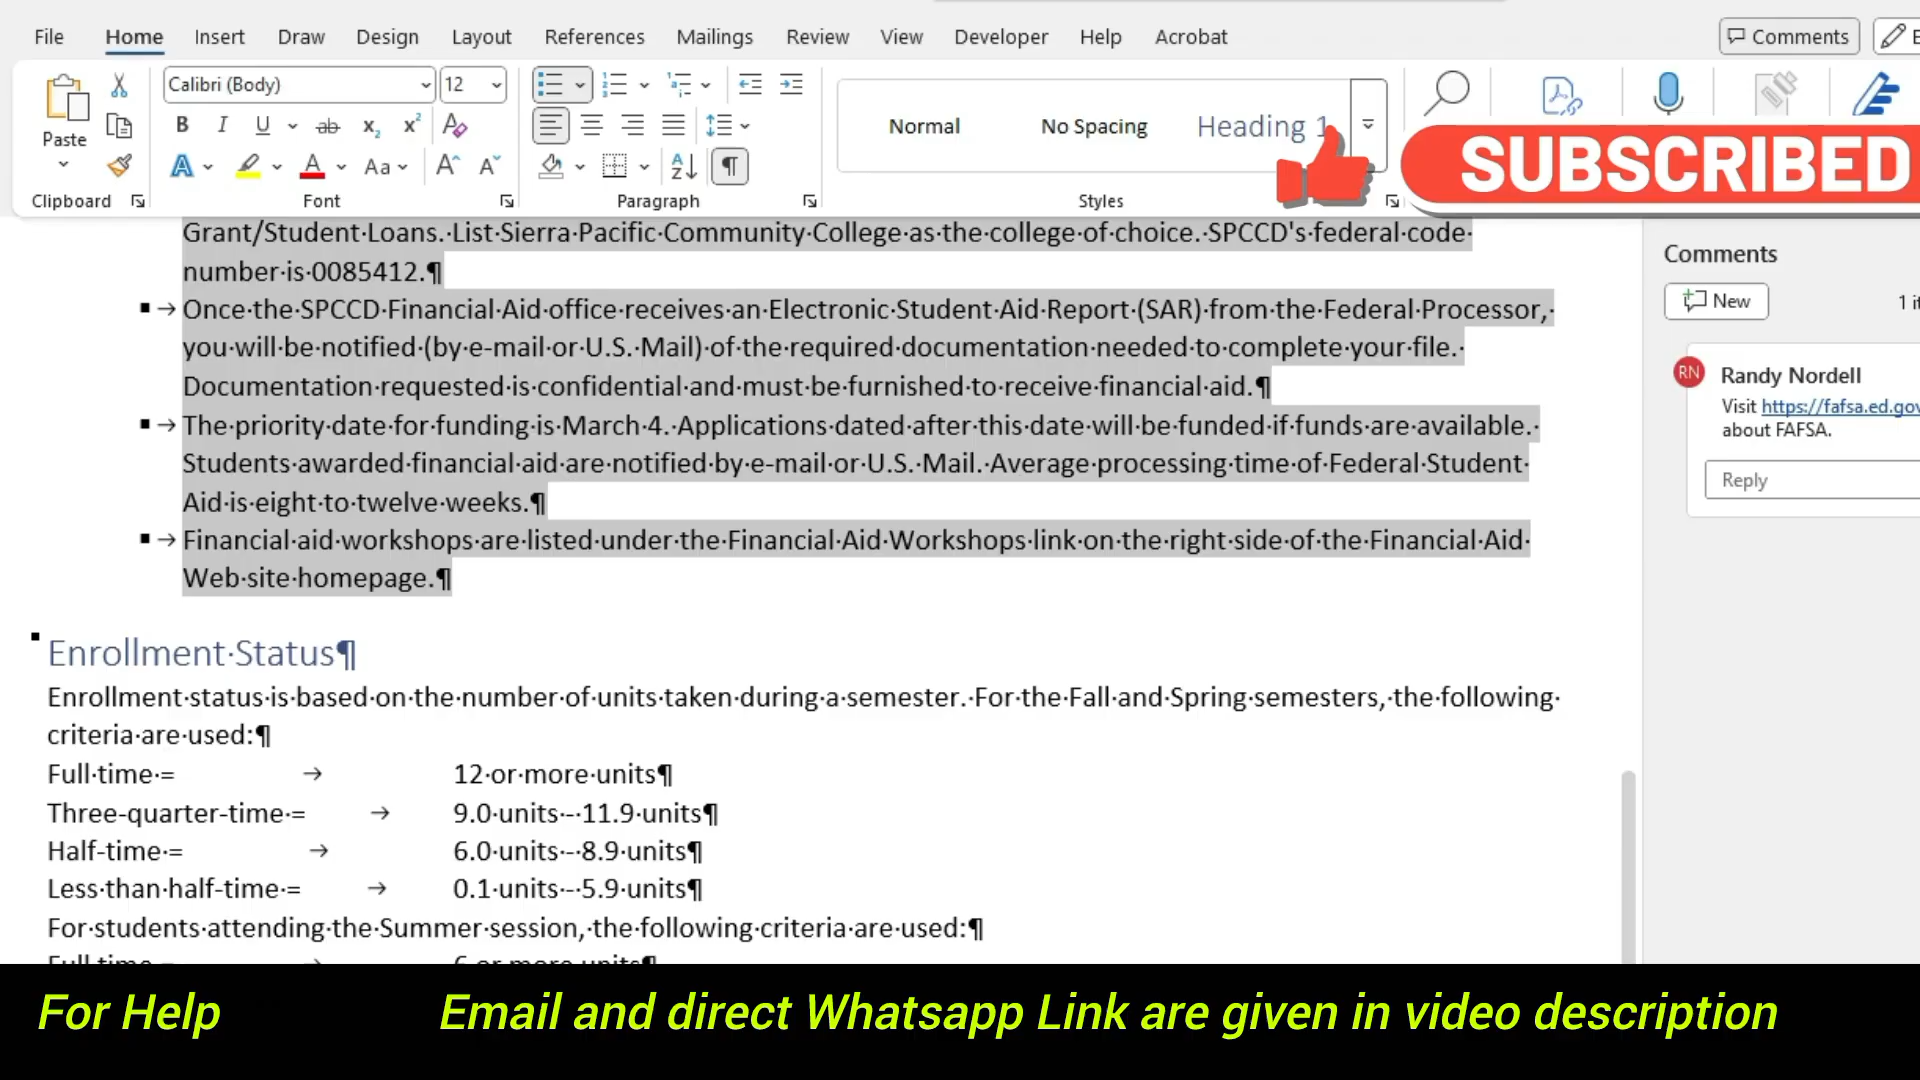 File Home Insert Draw Design Layout References Mailings Review View Developer Help Acrobat Comments
Calibri (Body) 12
Paste
Normal No Spacing Heading 1
SUBSCRIBED
Clipboard Font Paragraph Styles
Grant/Student Loans. List Sierra Pacific Community College as the college of choice. SPCCD's federal code
number is 0085412.¶
Once the SPCCD Financial Aid office receives an Electronic Student Aid Report (SAR) from the Federal Processor,
you will be notified (by e-mail or U.S. Mail) of the required documentation needed to complete your file.
Documentation requested is confidential and must be furnished to receive financial aid.¶
The priority date for funding is March 4. Applications dated after this date will be funded if funds are available.
Students awarded financial aid are notified by e-mail or U.S. Mail. Average processing time of Federal Student
Aid is eight to twelve weeks.¶
Financial aid workshops are listed under the Financial Aid Workshops link on the right side of the Financial Aid
Web site homepage.¶
Enrollment Status¶
Enrollment status is based on the number of units taken during a semester. For the Fall and Spring semesters, the following
criteria are used:¶
Full time = → 12 or more units¶
Three-quarter-time = → 9.0 units – 11.9 units¶
Half-time = → 6.0 units – 8.9 units¶
Less than half-time = → 0.1 units – 5.9 units¶
For students attending the Summer session, the following criteria are used:¶
Full time = → 6 or more units¶
Comments
New
RN Randy Nordell
Visit https://fafsa.ed.gov
about FAFSA.
Reply
For Help Email and direct Whatsapp Link are given in video description